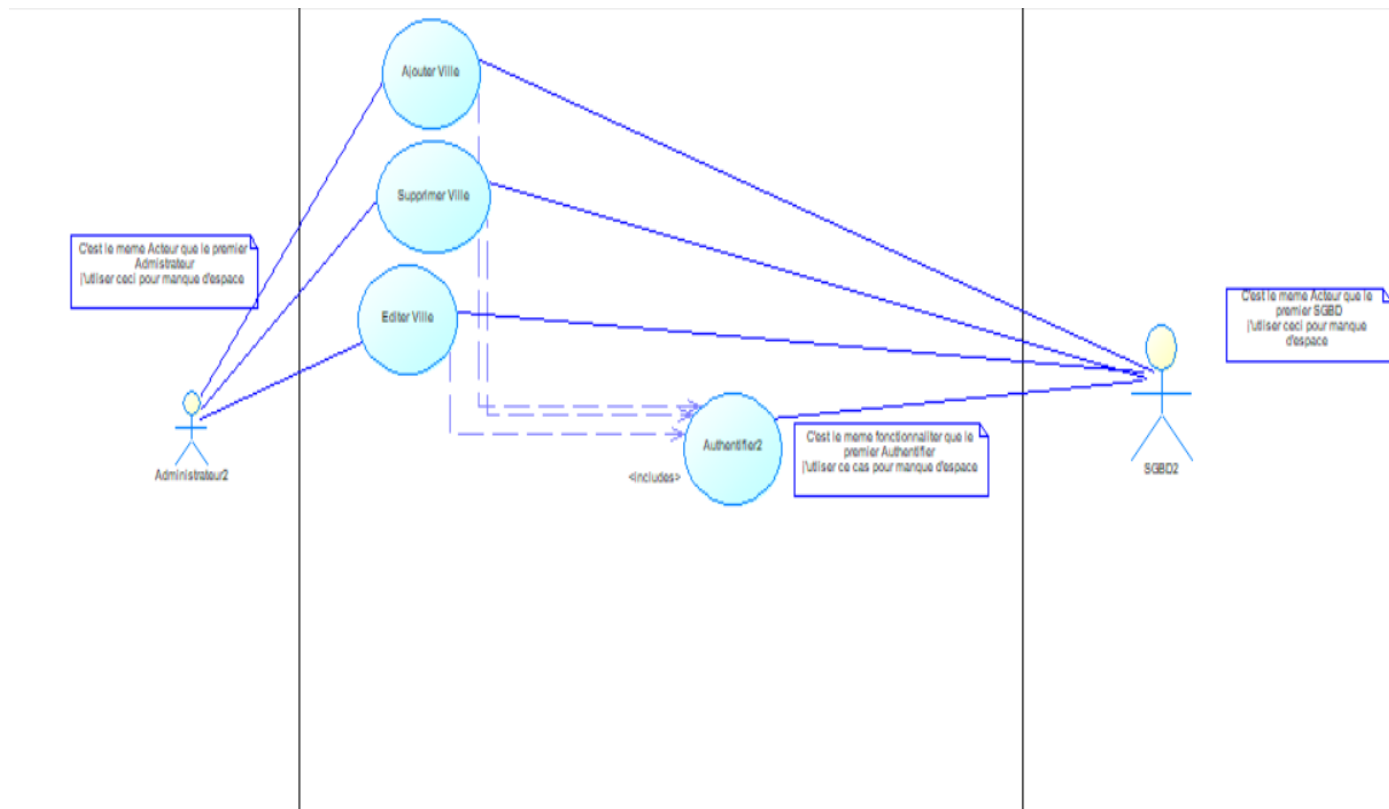 Ajouter Ville
Supprimer Ville
C'est le meme Acteur que le premier
Admistrateur
j'utiliser ceci pour manque d'espace
Editer Ville
C'est le meme Acteur que le
premier SGBD
j'utiliser ceci pour manque
d'espace
Administrateur2
Authentifier2
<includes>
C'est le meme fonctionnaliter que le
premier Authentifier
j'utiliser ce cas pour manque d'espace
SGBD2